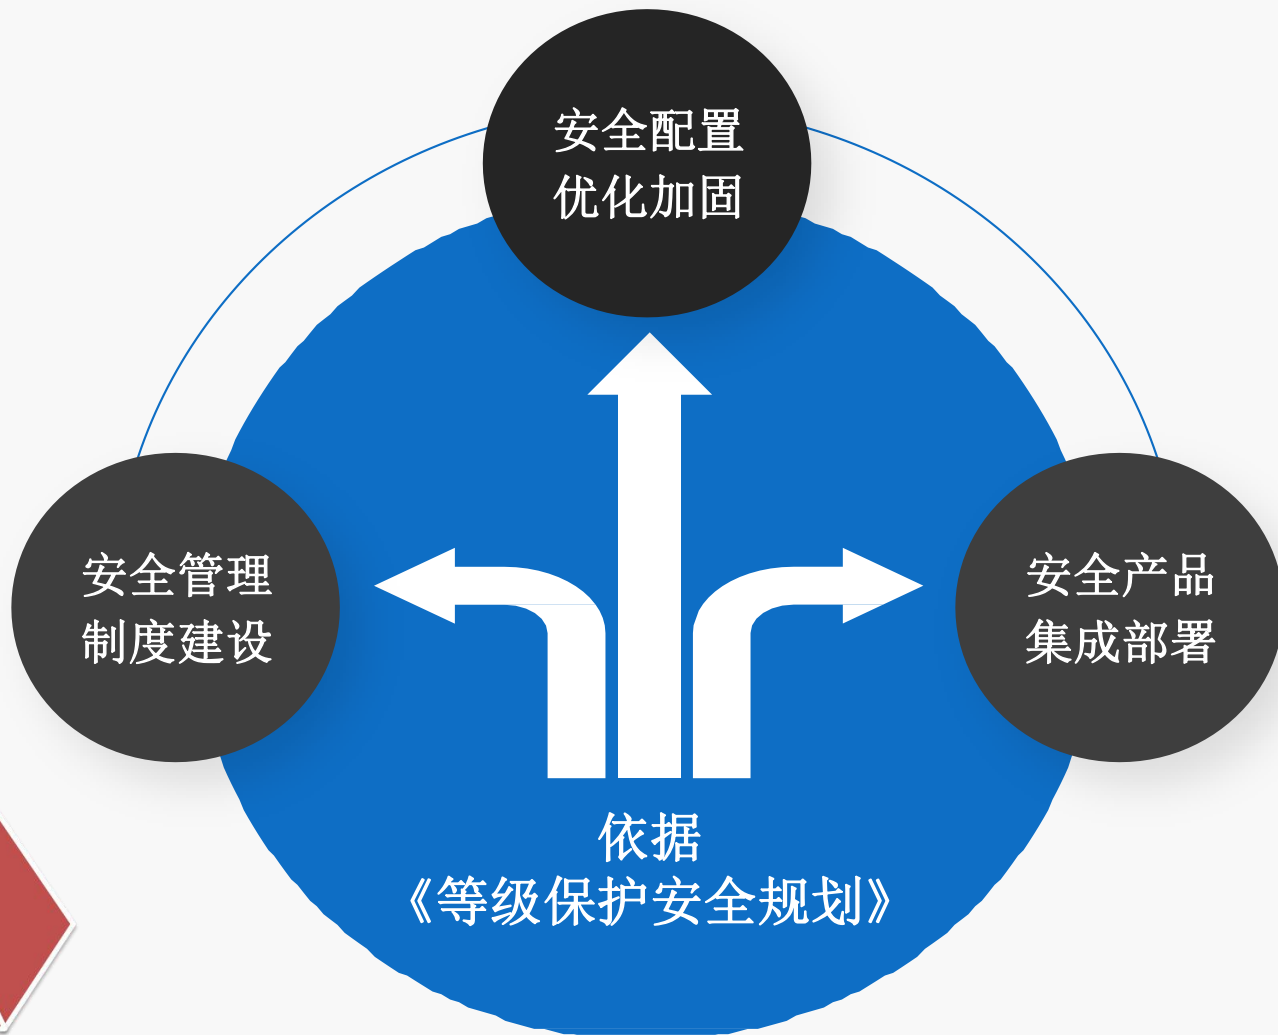 安全配置
优化加固
安全管理
制度建设
安全产品
集成部署
依据
《等级保护安全规划》